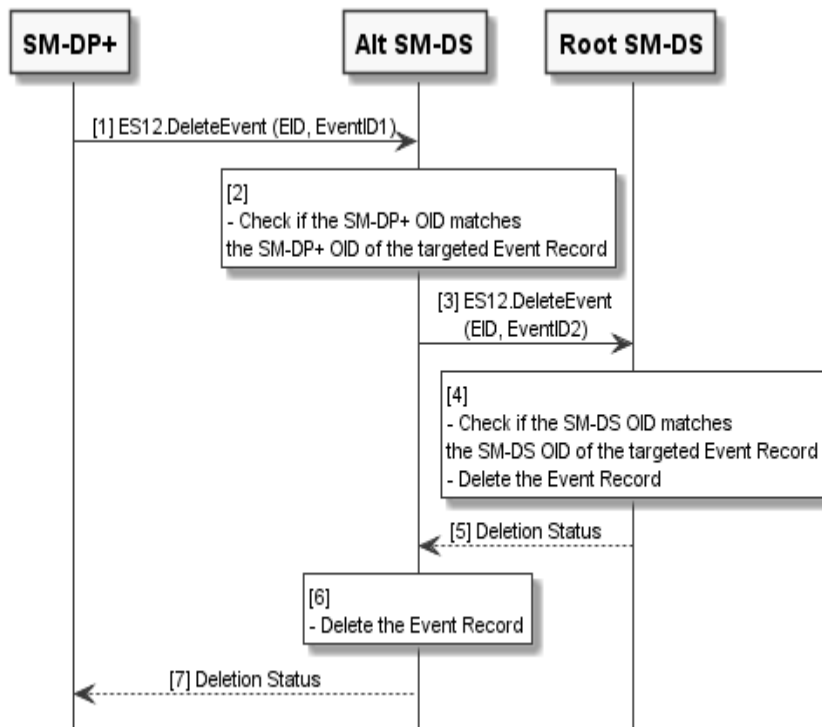 SM-DP+
Alt SM-DS
Root SM-DS
[1] ES12.DeleteEvent (EID, EventID1)
[2]
- Check if the SM-DP+ OID matches
the SM-DP+ OID of the targeted Event Record
[3] ES12.DeleteEvent
(EID, EventID2)
[4]
- Check if the SM-DS OID matches
the SM-DS OID of the targeted Event Record
- Delete the Event Record
[5] Deletion Status
[6]
- Delete the Event Record
[7] Deletion Status